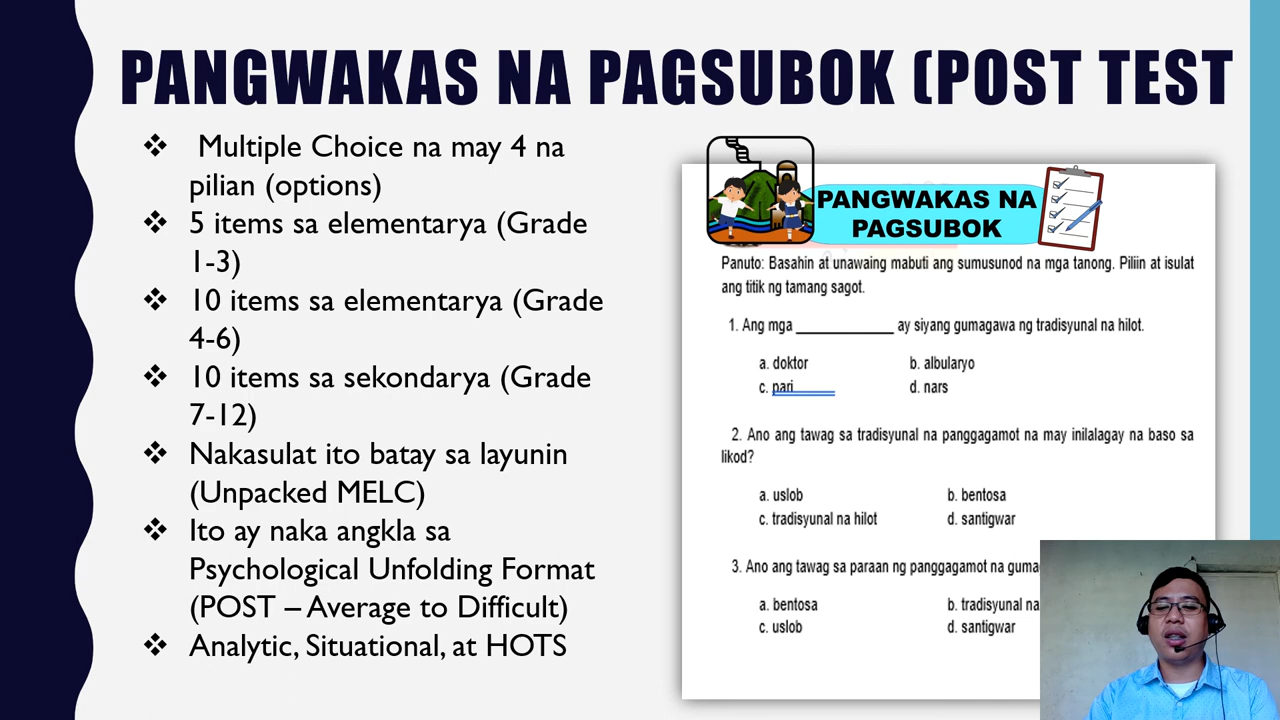 PANGWAKAS NA PAGSUBOK (POST TEST
❖ Multiple Choice na may 4 na
pilian (options)
❖ 5 items sa elementarya (Grade
1-3)
❖ 10 items sa elementarya (Grade
4-6)
❖ 10 items sa sekondarya (Grade
7-12)
❖ Nakasulat ito batay sa layunin
(Unpacked MELC)
❖ Ito ay naka angkla sa
Psychological Unfolding Format
(POST – Average to Difficult)
❖ Analytic, Situational, at HOTS
PANGWAKAS NA
PAGSUBOK
Panuto: Basahin at unawaing mabuti ang sumusunod na mga tanong. Piliin at isulat
ang titik ng tamang sagot.
1. Ang mga ______________ ay siyang gumagawa ng tradisyunal na hilot.
a. doktor b. albularyo
c. pari d. nars
2. Ano ang tawag sa tradisyunal na panggagamot na may inilalagay na baso sa
likod?
a. uslob b. bentosa
c. tradisyunal na hilot d. santigwar
3. Ano ang tawag sa paraan ng panggagamot na
a. bentosa b. tradisyunal na
c. uslob d. santigwar